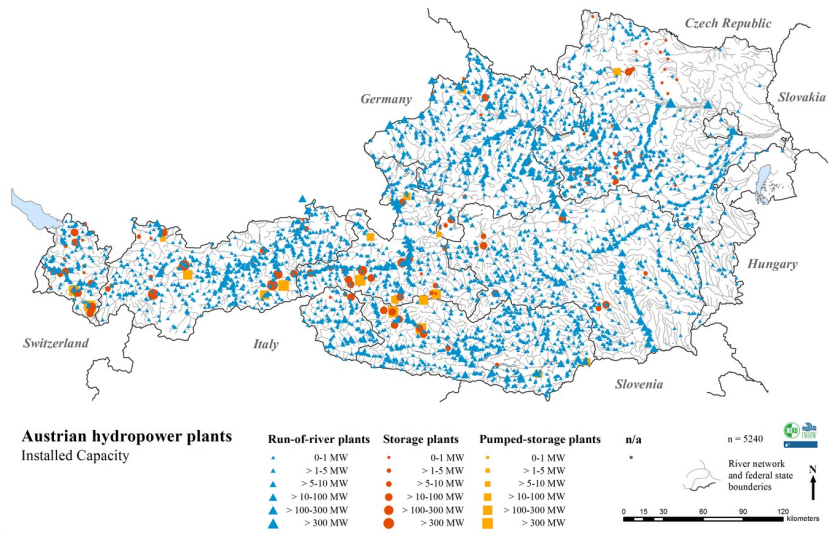 Czech Republic
Germany
Slovakia
Hungary
Switzerland
Italy
Slovenia
Austrian hydropower plants
Installed Capacity
Run-of-river plants
0-1 MW
> 1-5 MW
> 5-10 MW
> 10-100 MW
> 100-300 MW
> 300 MW
Storage plants
0-1 MW
> 1-5 MW
> 5-10 MW
> 10-100 MW
> 100-300 MW
> 300 MW
Pumped-storage plants
0-1 MW
> 1-5 MW
> 5-10 MW
> 10-100 MW
> 100-300 MW
> 300 MW
n/a
n = 5240
River network
and federal state
bounderies
N
0 15 30 60 90 120
kilometers